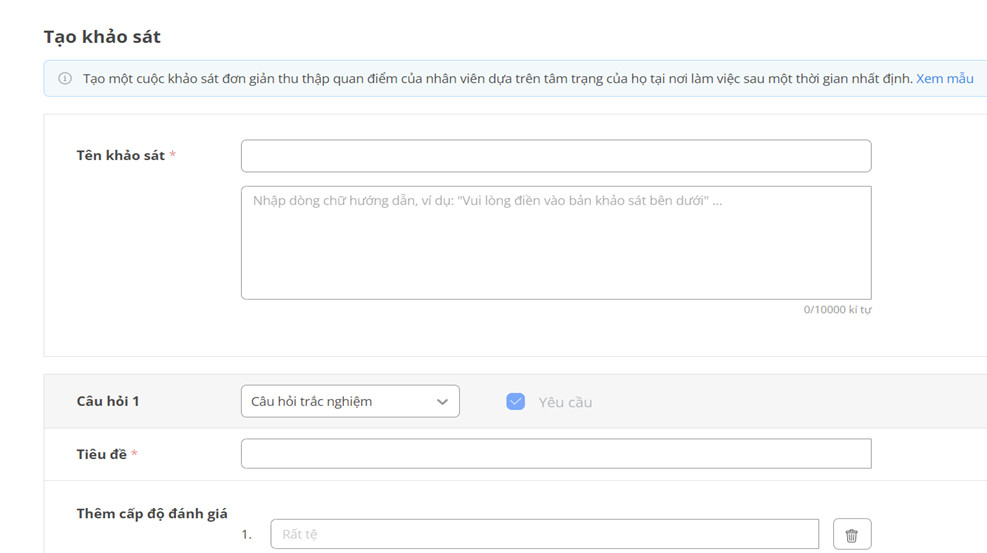 Tạo khảo sát
Tạo một cuộc khảo sát đơn giản thu thập quan điểm của nhân viên dựa trên tâm trạng của họ tại nơi làm việc sau một thời gian nhất định. Xem mẫu
Tên khảo sát *
Nhập dòng chữ hướng dẫn, ví dụ: "Vui lòng điền vào bản khảo sát bên dưới" ...
0/10000 kí tự
Câu hỏi 1 Câu hỏi trắc nghiệm Yêu cầu
Tiêu đề *
Thêm cấp độ đánh giá
1. Rất tệ